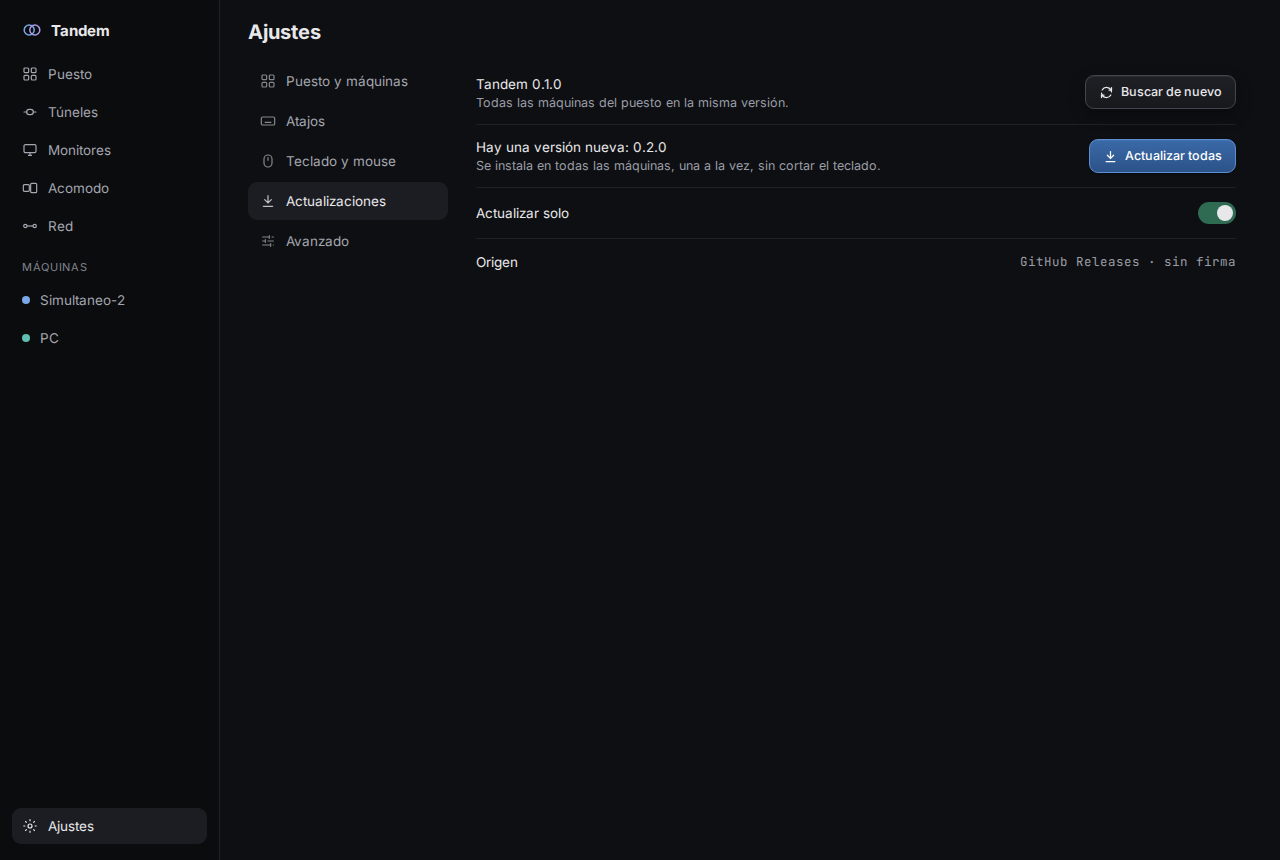 Tandem
Puesto
Túneles
Monitores
Acomodo
Red
MÁQUINAS
Simultaneo-2
PC
Ajustes
Ajustes
Puesto y máquinas
Atajos
Teclado y mouse
Actualizaciones
Avanzado
Tandem 0.1.0
Todas las máquinas del puesto en la misma versión.
Buscar de nuevo
Hay una versión nueva: 0.2.0
Se instala en todas las máquinas, una a la vez, sin cortar el teclado.
Actualizar todas
Actualizar solo
Origen
GitHub Releases · sin firma